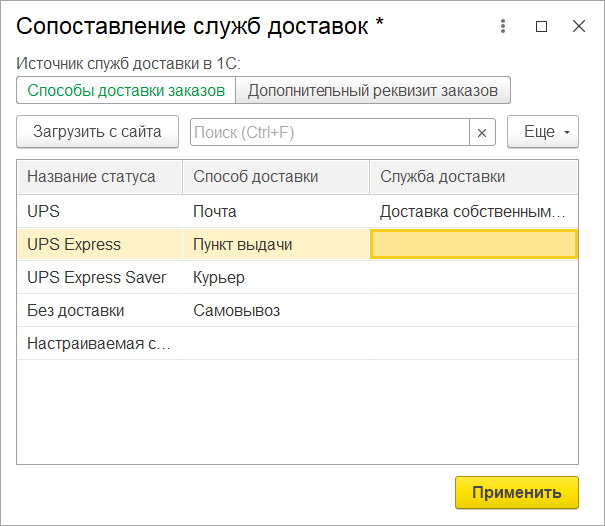 Сопоставление служб доставок *
Источник служб доставки в 1С:
Способы доставки заказов Дополнительный реквизит заказов
Загрузить с сайта Поиск (Ctrl+F) × Еще
Название статуса Способ доставки Служба доставки
UPS Почта Доставка собственным...
UPS Express Пункт выдачи
UPS Express Saver Курьер
Без доставки Самовывоз
Настраиваемая с...
Применить